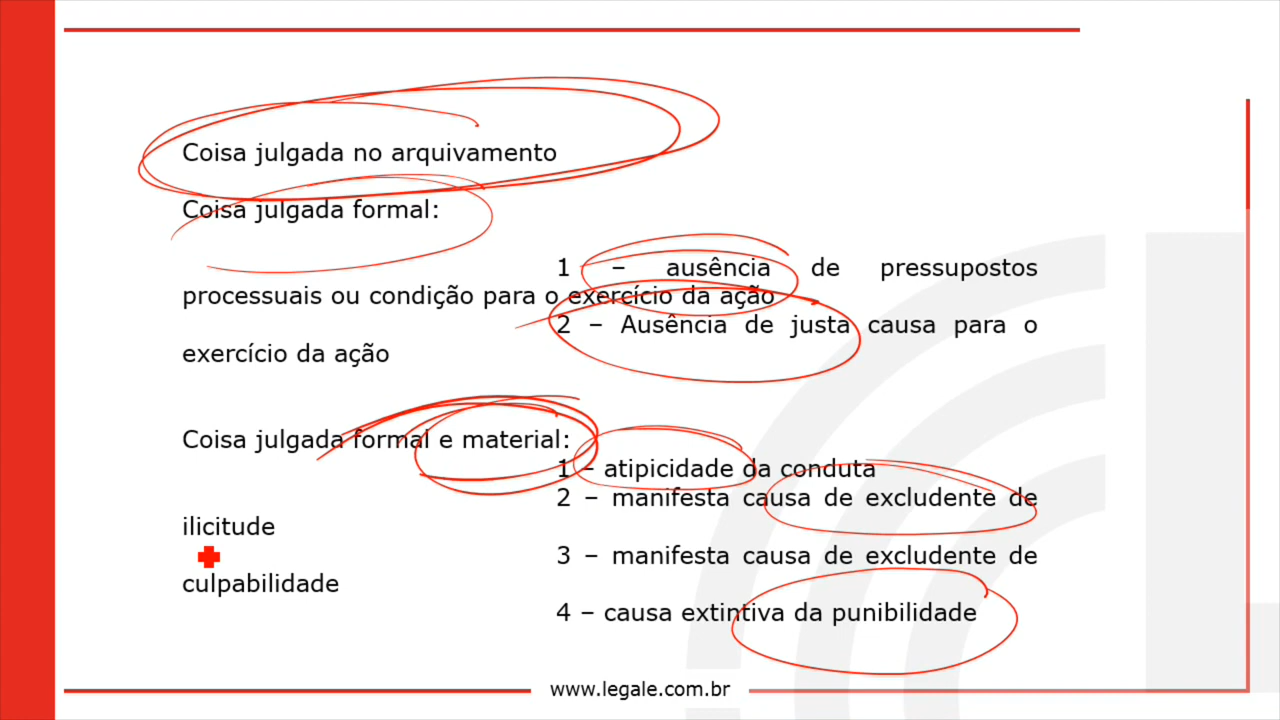 Coisa julgada no arquivamento
Coisa julgada formal:
1 – ausência de pressupostos
processuais ou condição para o exercício da ação
2 – Ausência de justa causa para o
exercício da ação
Coisa julgada formal e material:
1 – atipicidade da conduta
2 – manifesta causa de excludente de
ilicitude
3 – manifesta causa de excludente de
culpabilidade
4 – causa extintiva da punibilidade
www.legale.com.br